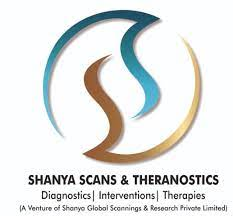 SHANYA SCANS & THERANOSTICS
Diagnostics| Interventions| Therapies
(A Venture of Shanya Global Scannings & Research Private Limited)